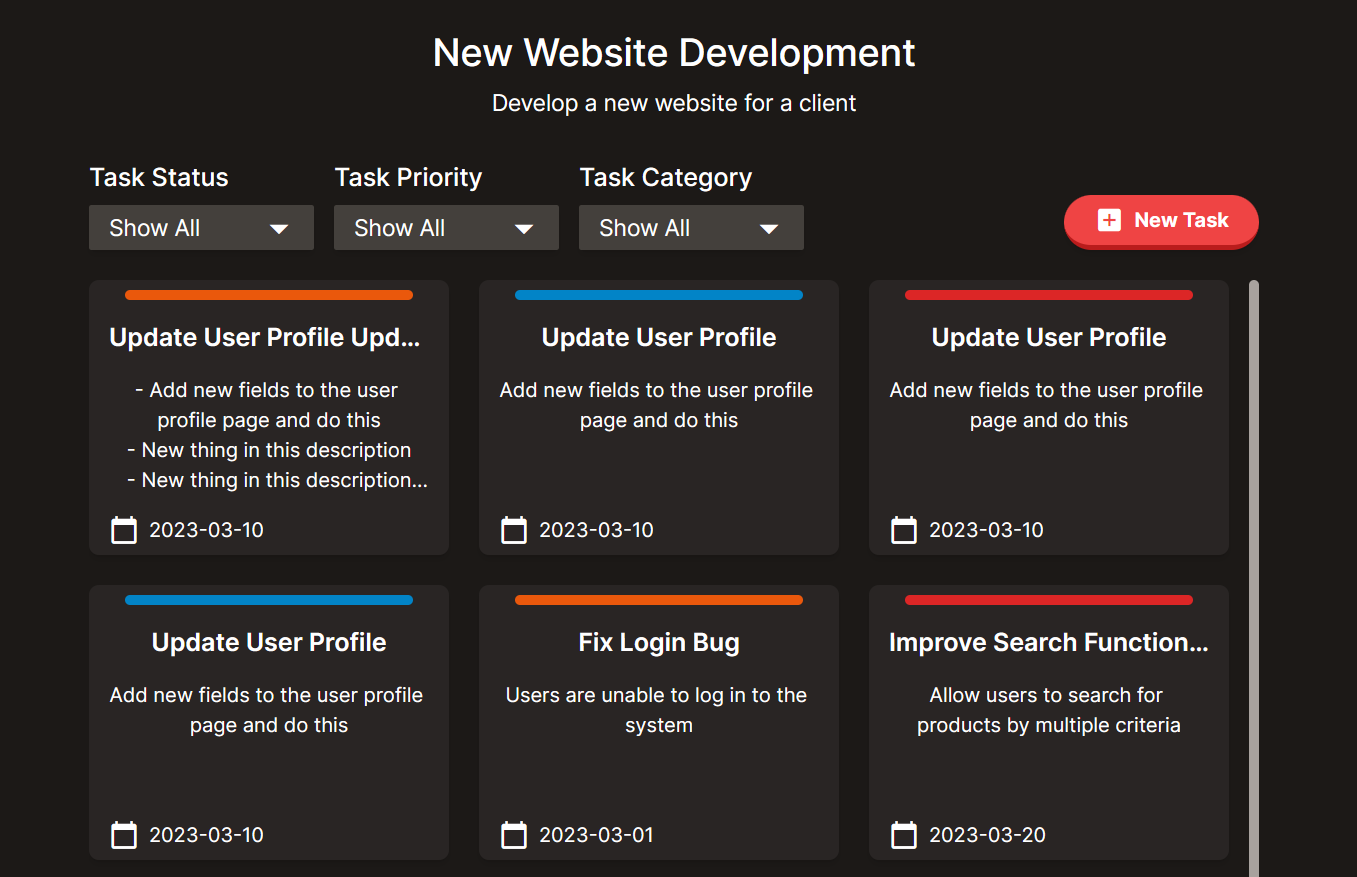 New Website Development
Develop a new website for a client
Task Status
Task Priority
Task Category
Show All
Show All
Show All
New Task
Update User Profile Upd...
- Add new fields to the user
profile page and do this
- New thing in this description
- New thing in this description...
2023-03-10
Update User Profile
Add new fields to the user profile
page and do this
2023-03-10
Update User Profile
Add new fields to the user profile
page and do this
2023-03-10
Update User Profile
Add new fields to the user profile
page and do this
2023-03-10
Fix Login Bug
Users are unable to log in to the
system
2023-03-01
Improve Search Function...
Allow users to search for
products by multiple criteria
2023-03-20